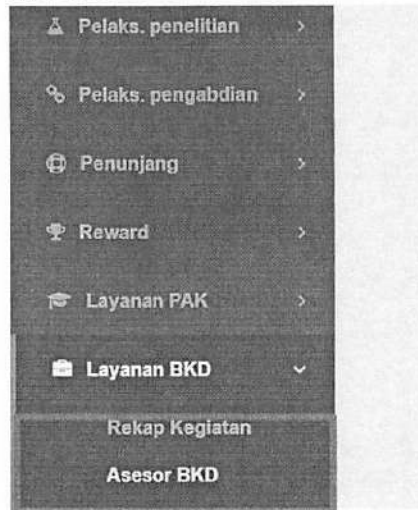 Pelaks. penelitian
Pelaks. pengabdian
Penunjang
Reward
Layanan PAK
Layanan BKD
Rekap Kegiatan
Asesor BKD